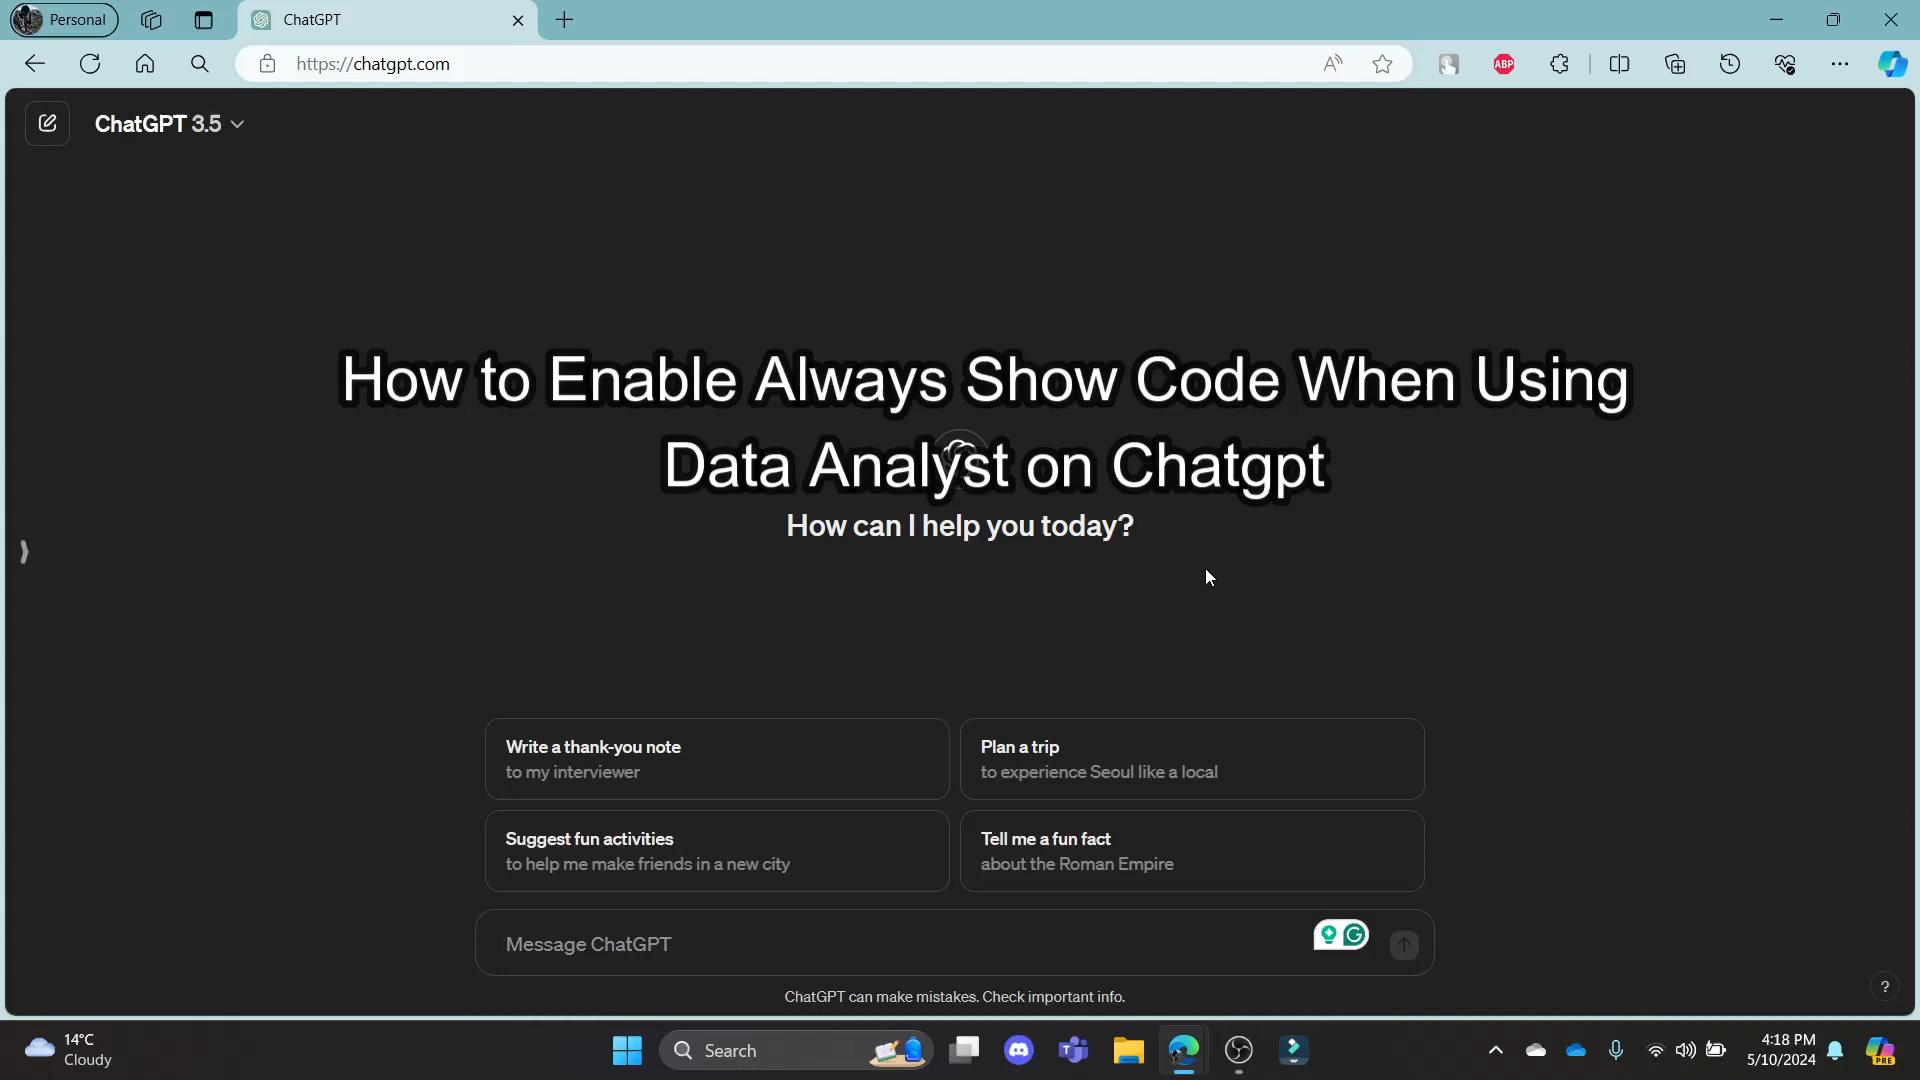 Personal
ChatGPT
https://chatgpt.com
ABP
ChatGPT 3.5
How to Enable Always Show Code When Using
Data Analyst on Chatgpt
How can I help you today?
Write a thank-you note
to my interviewer
Plan a trip
to experience Seoul like a local
Suggest fun activities
to help me make friends in a new city
Tell me a fun fact
about the Roman Empire
Message ChatGPT
ChatGPT can make mistakes. Check important info.
?
14°C
Cloudy
Search
4:18 PM
5/10/2024
PRE